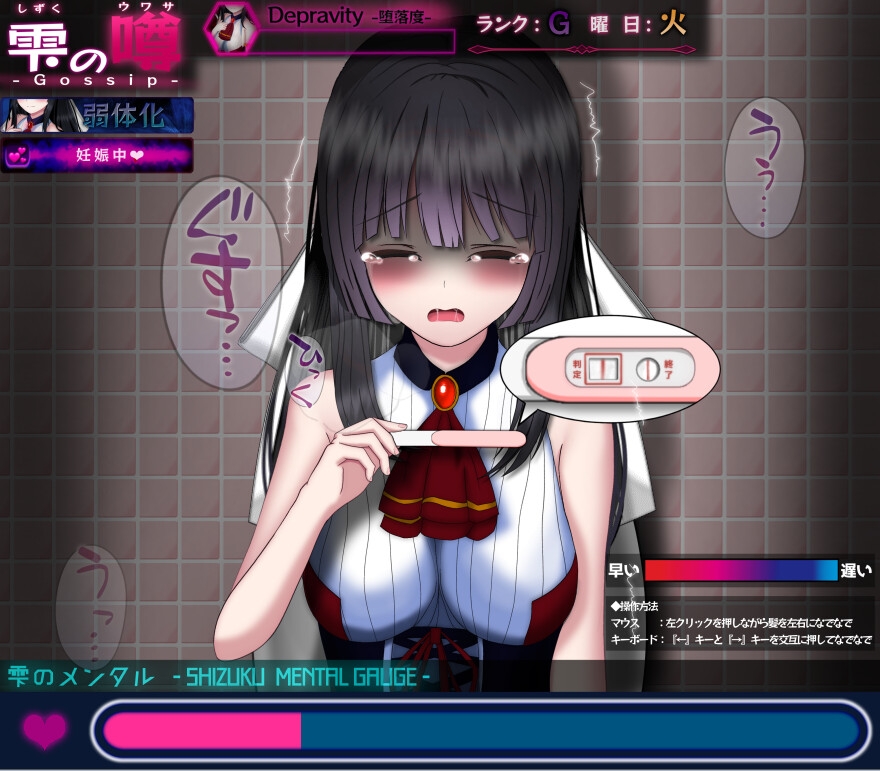 しずく ウワサ
雫の噂
-Gossip-
Depravity -堕落度-
ランク：G 曜 日：火
弱体化
妊娠中❤
うぅ…
ぐすっ…
ひっく
判定 終了
うっ…
早い 遅い
◆操作方法
マウス ：左クリックを押しながら髪を左右になでなで
キーボード：『←』キーと『→』キーを交互に押してなでなで
雫のメンタル -SHIZUKU MENTAL GAUGE-